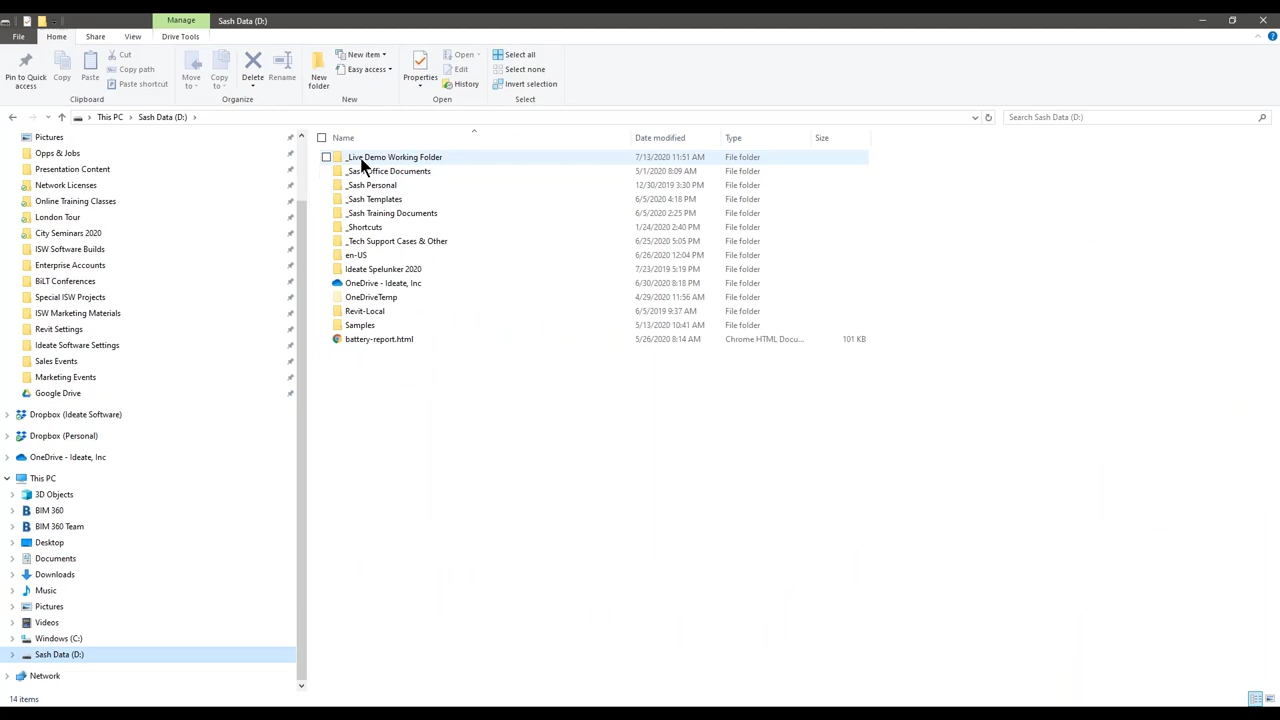 Manage
Sash Data (D:)
File
Home
Share
View
Drive Tools
Pin to Quick access
Copy
Paste
Cut
Copy path
Paste shortcut
Move to
Copy to
Delete
Rename
New folder
New item
Easy access
Properties
Open
Edit
History
Select all
Select none
Invert selection
Clipboard
Organize
New
Open
Select
This PC
Sash Data (D:)
Search Sash Data (D:)
Pictures
Opps & Jobs
Presentation Content
Network Licenses
Online Training Classes
London Tour
City Seminars 2020
ISW Software Builds
Enterprise Accounts
BiLT Conferences
Special ISW Projects
ISW Marketing Materials
Revit Settings
Ideate Software Settings
Sales Events
Marketing Events
Google Drive
Dropbox (Ideate Software)
Dropbox (Personal)
OneDrive - Ideate, Inc
This PC
3D Objects
BIM 360
BIM 360 Team
Desktop
Documents
Downloads
Music
Pictures
Videos
Windows (C:)
Sash Data (D:)
Network
Name Date modified Type Size
_Live Demo Working Folder 7/13/2020 11:51 AM File folder
_Sash Office Documents 5/1/2020 8:09 AM File folder
_Sash Personal 12/30/2019 3:30 PM File folder
_Sash Templates 6/5/2020 4:18 PM File folder
_Sash Training Documents 6/5/2020 2:25 PM File folder
_Shortcuts 1/24/2020 2:40 PM File folder
_Tech Support Cases & Other 6/25/2020 5:05 PM File folder
en-US 6/26/2020 12:04 PM File folder
Ideate Spelunker 2020 7/23/2019 5:19 PM File folder
OneDrive - Ideate, Inc 6/30/2020 8:18 PM File folder
OneDriveTemp 4/29/2020 11:56 AM File folder
Revit-Local 6/5/2019 9:37 AM File folder
Samples 5/13/2020 10:41 AM File folder
battery-report.html 5/26/2020 8:14 AM Chrome HTML Docu... 101 KB
14 items